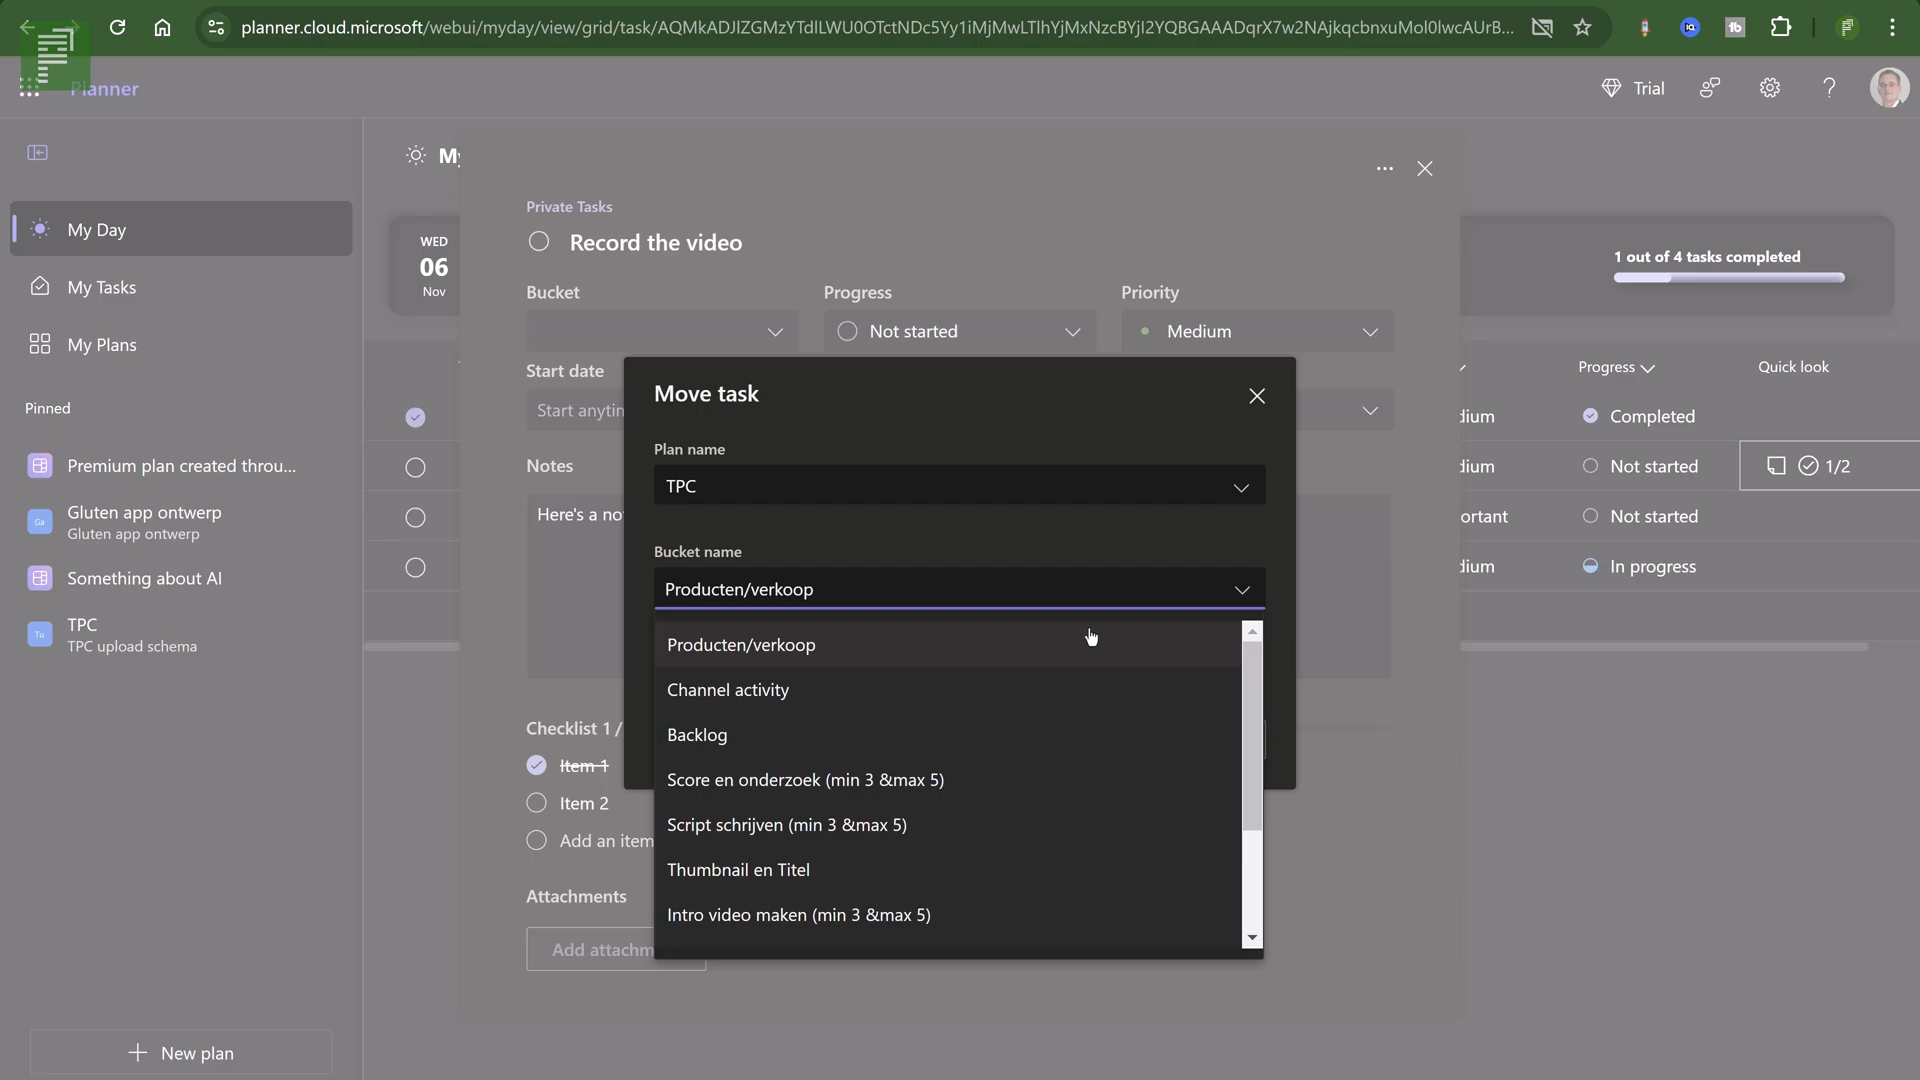 planner.cloud.microsoft/webui/myday/view/grid/task/AQMkADJlZGMzYTdlLWU0OTctNDc5Yy1iMjMwLTlhYjMxNzcBYjl2YQBGAAADqrX7w2NAjkqcbnxuMol0lwcAUrB...
Planner
Trial
My
Private Tasks
My Day
Record the video
WED
06
Nov
1 out of 4 tasks completed
My Tasks
Bucket
Progress
Priority
Not started
Medium
My Plans
Start date
Move task
Progress
Quick look
Pinned
Start anytin
dium
Completed
Plan name
TPC
Premium plan created throu...
Notes
dium
Not started
1/2
Ga
Gluten app ontwerp
Gluten app ontwerp
Here's a no
ortant
Not started
Bucket name
Something about AI
Producten/verkoop
dium
In progress
Tu
TPC
TPC upload schema
Producten/verkoop
Channel activity
Checklist 1 /
Backlog
Item 1
Score en onderzoek (min 3 &max 5)
Item 2
Script schrijven (min 3 &max 5)
Add an item
Thumbnail en Titel
Attachments
Intro video maken (min 3 &max 5)
Add attachm
New plan